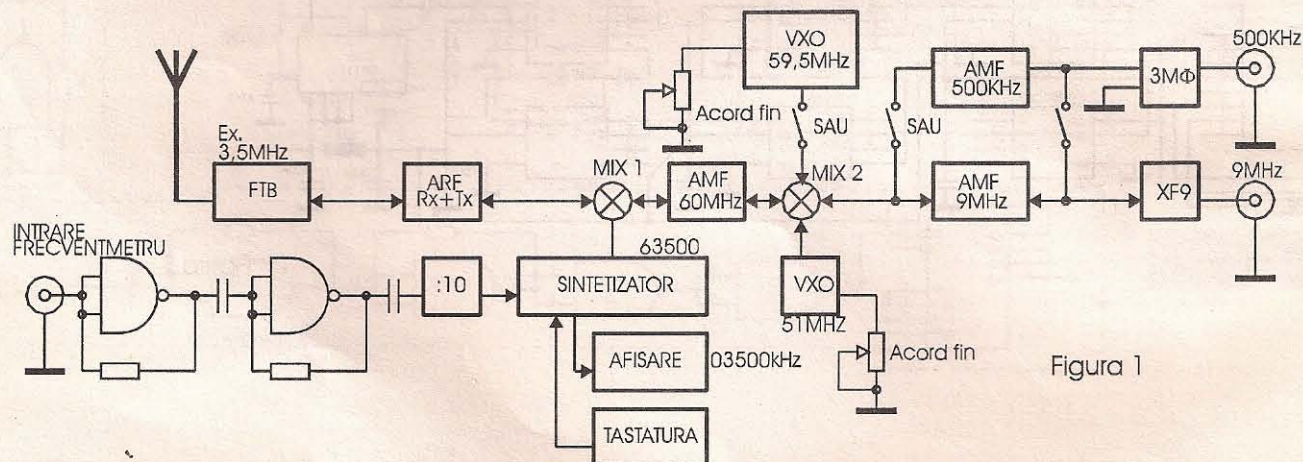 VXO
59,5MHz
Acord fin
SAU
AMF
500KHz
SAU
3MΦ
500KHz
Ex.
3,5MHz
FTB
ARF
Rx+Tx
MIX 1
AMF
60MHz
MIX 2
AMF
9MHz
XF9
9MHz
INTRARE
FRECVENTMETRU
:10
63500
SINTETIZATOR
VXO
51MHZ
Acord fin
AFISARE
03500kHz
TASTATURA
Figura 1